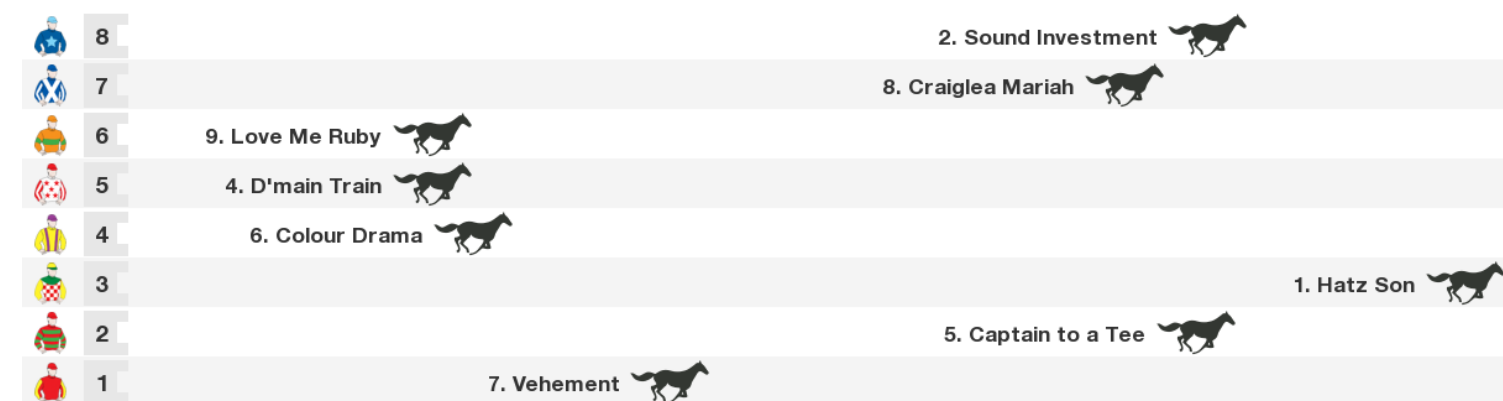 8 2. Sound Investment
7 8. Craiglea Mariah
6 9. Love Me Ruby
5 4. D'main Train
4 6. Colour Drama
3 1. Hatz Son
2 5. Captain to a Tee
1 7. Vehement